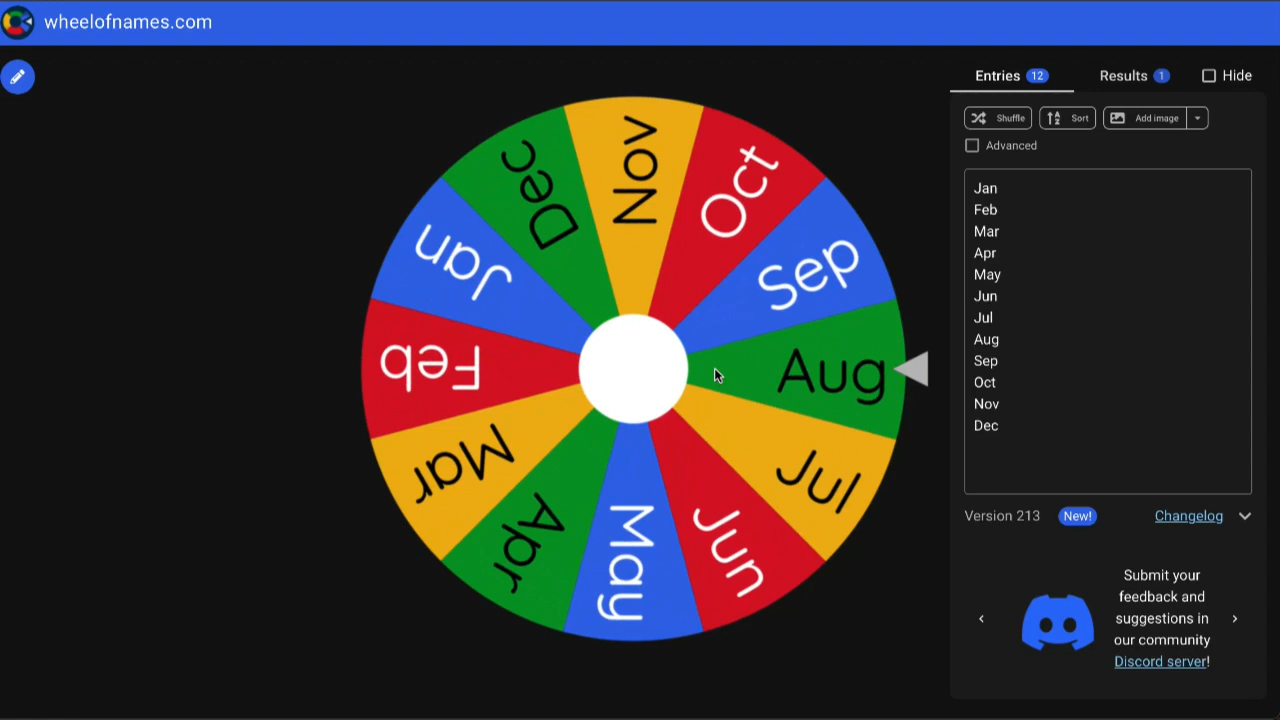 wheelofnames.com
Entries 12
Results 1
Hide
Shuffle
Sort
Add image
Advanced
Nov
Oct
Sep
Aug
Jul
Jun
May
Apr
Mar
Feb
Jan
Dec
Jan
Feb
Mar
Apr
May
Jun
Jul
Aug
Sep
Oct
Nov
Dec
Version 213
New!
Changelog
Submit your
feedback and
suggestions in
our community
Discord server!